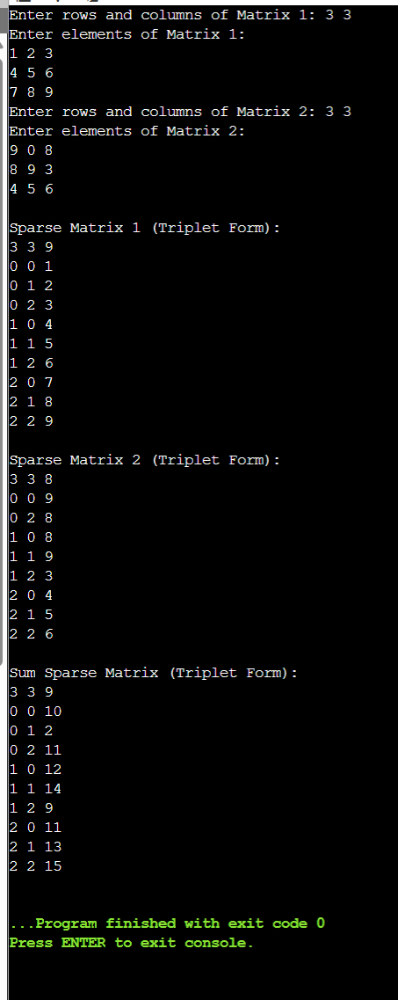 Enter rows and columns of Matrix 1: 3 3
Enter elements of Matrix 1:
1 2 3
4 5 6
7 8 9
Enter rows and columns of Matrix 2: 3 3
Enter elements of Matrix 2:
9 0 8
8 9 3
4 5 6
Sparse Matrix 1 (Triplet Form):
3 3 9
0 0 1
0 1 2
0 2 3
1 0 4
1 1 5
1 2 6
2 0 7
2 1 8
2 2 9
Sparse Matrix 2 (Triplet Form):
3 3 8
0 0 9
0 2 8
1 0 8
1 1 9
1 2 3
2 0 4
2 1 5
2 2 6
Sum Sparse Matrix (Triplet Form):
3 3 9
0 0 10
0 1 2
0 2 11
1 0 12
1 1 14
1 2 9
2 0 11
2 1 13
2 2 15
...Program finished with exit code 0
Press ENTER to exit console.